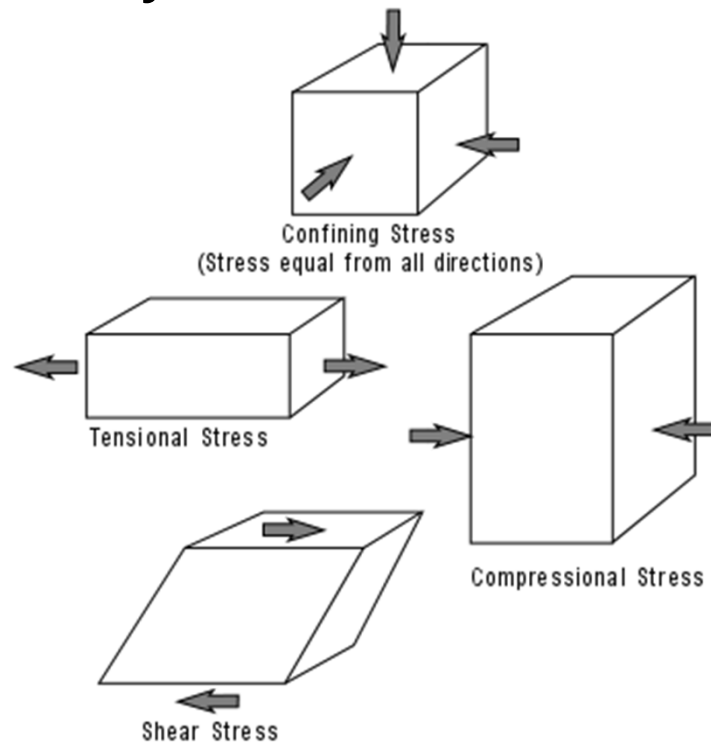 Confining Stress
(Stress equal from all directions)
Tensional Stress
Compressional Stress
Shear Stress